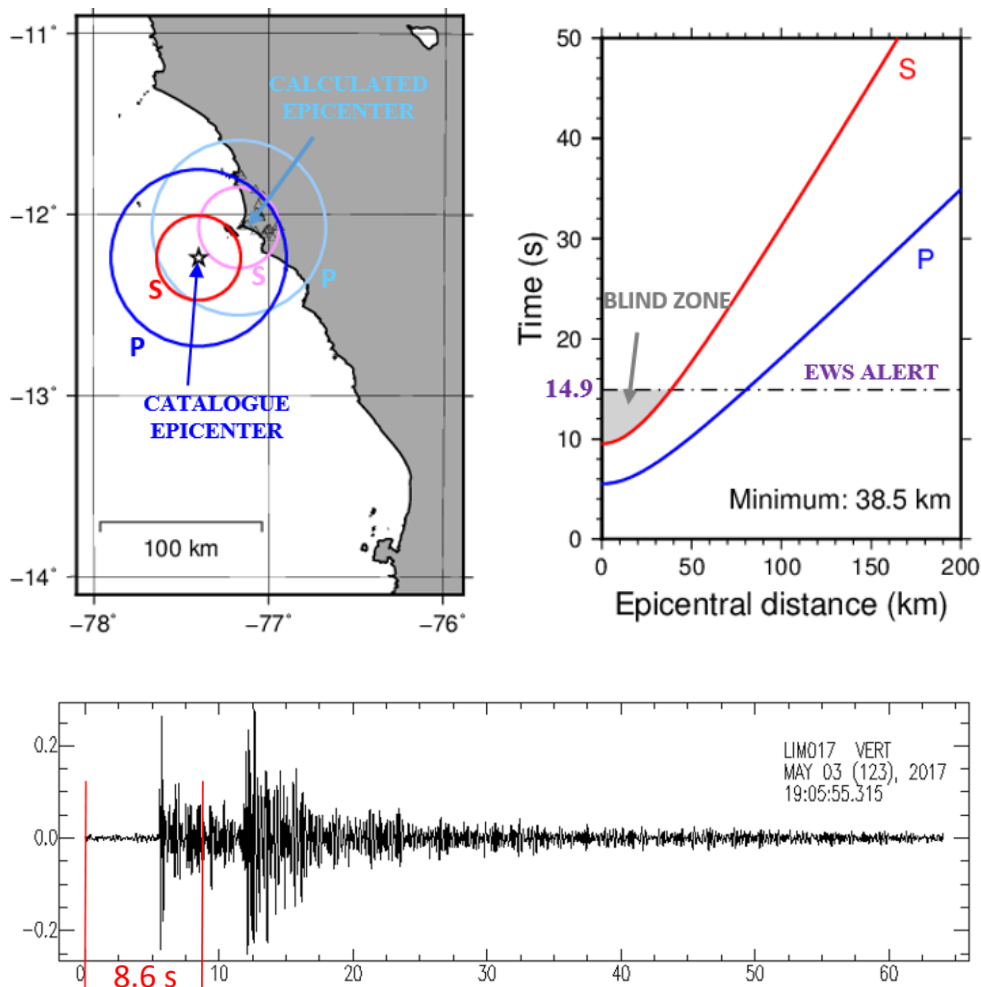 −11°
−12°
−13°
−14°
−78°
−77°
−76°
CALCULATED
EPICENTER
S
S
P
P
CATALOGUE
EPICENTER
100 km
50
40
30
20
14.9
10
0
Time (s)
S
P
BLIND ZONE
EWS ALERT
Minimum: 38.5 km
0
50
100
150
200
Epicentral distance (km)
0.2
0.0
−0.2
LIM017 VERT
MAY 03 (123), 2017
19:05:55.315
0
8.6 s
10
20
30
40
50
60